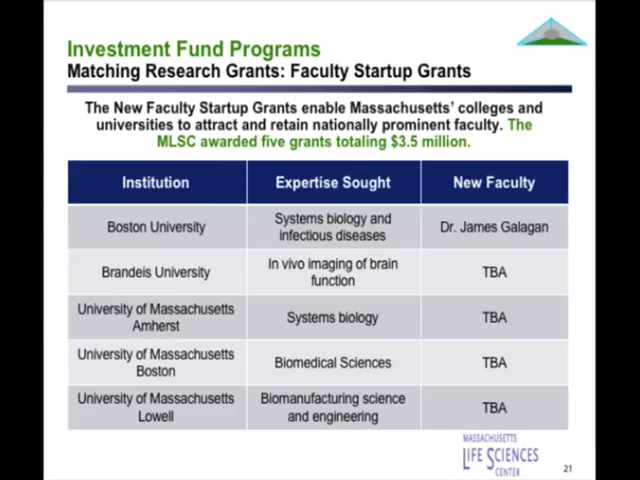 Investment Fund Programs
Matching Research Grants: Faculty Startup Grants
The New Faculty Startup Grants enable Massachusetts' colleges and
universities to attract and retain nationally prominent faculty. The
MLSC awarded five grants totaling $3.5 million.
Institution Expertise Sought New Faculty
Boston University Systems biology and infectious diseases Dr. James Galagan
Brandeis University In vivo imaging of brain function TBA
University of Massachusetts Amherst Systems biology TBA
University of Massachusetts Boston Biomedical Sciences TBA
University of Massachusetts Lowell Biomanufacturing science and engineering TBA
MASSACHUSETTS
LIFE SCIENCES
CENTER
21